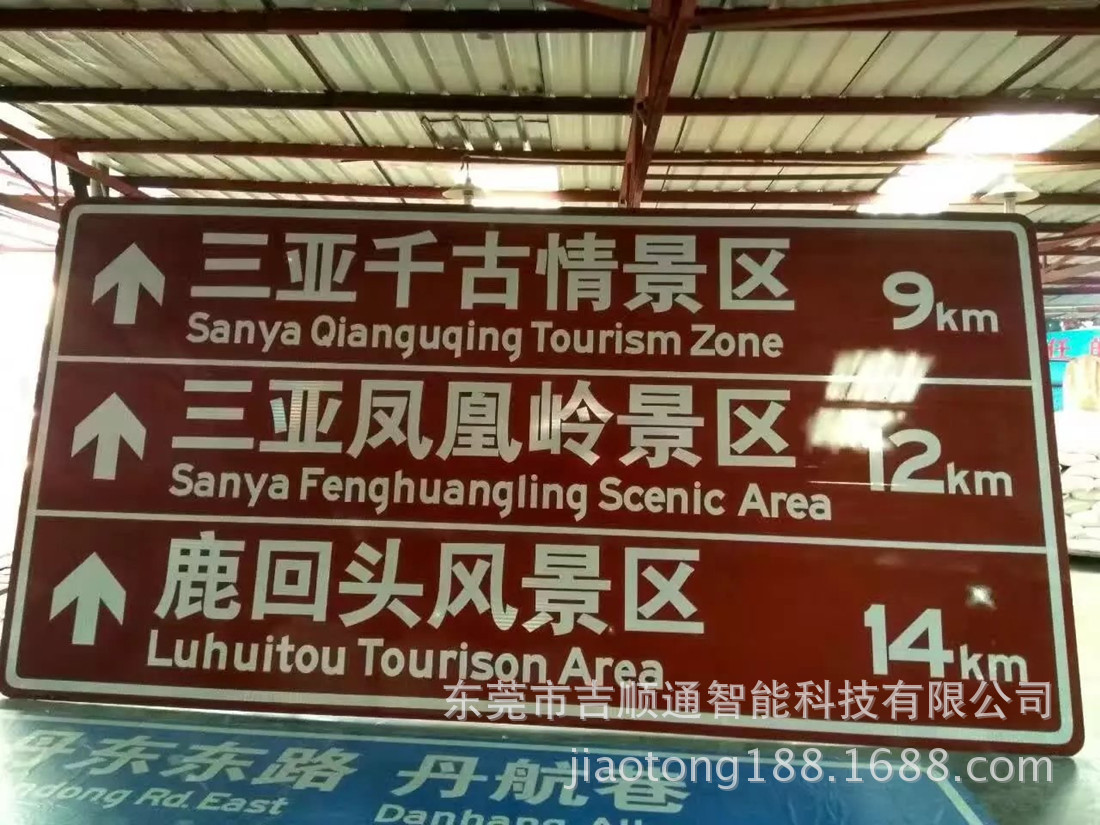 三亚千古情景区
9km
Sanya Qianguqing Tourism Zone
三亚凤凰岭景区
12km
Sanya Fenghuangling Scenic Area
鹿回头风景区
14km
Luhuitou Tourison Area
东莞市吉顺通智能科技有限公司
jiaotong188.1688.com
丹东东路 丹航巷
Rd. East
Danhang